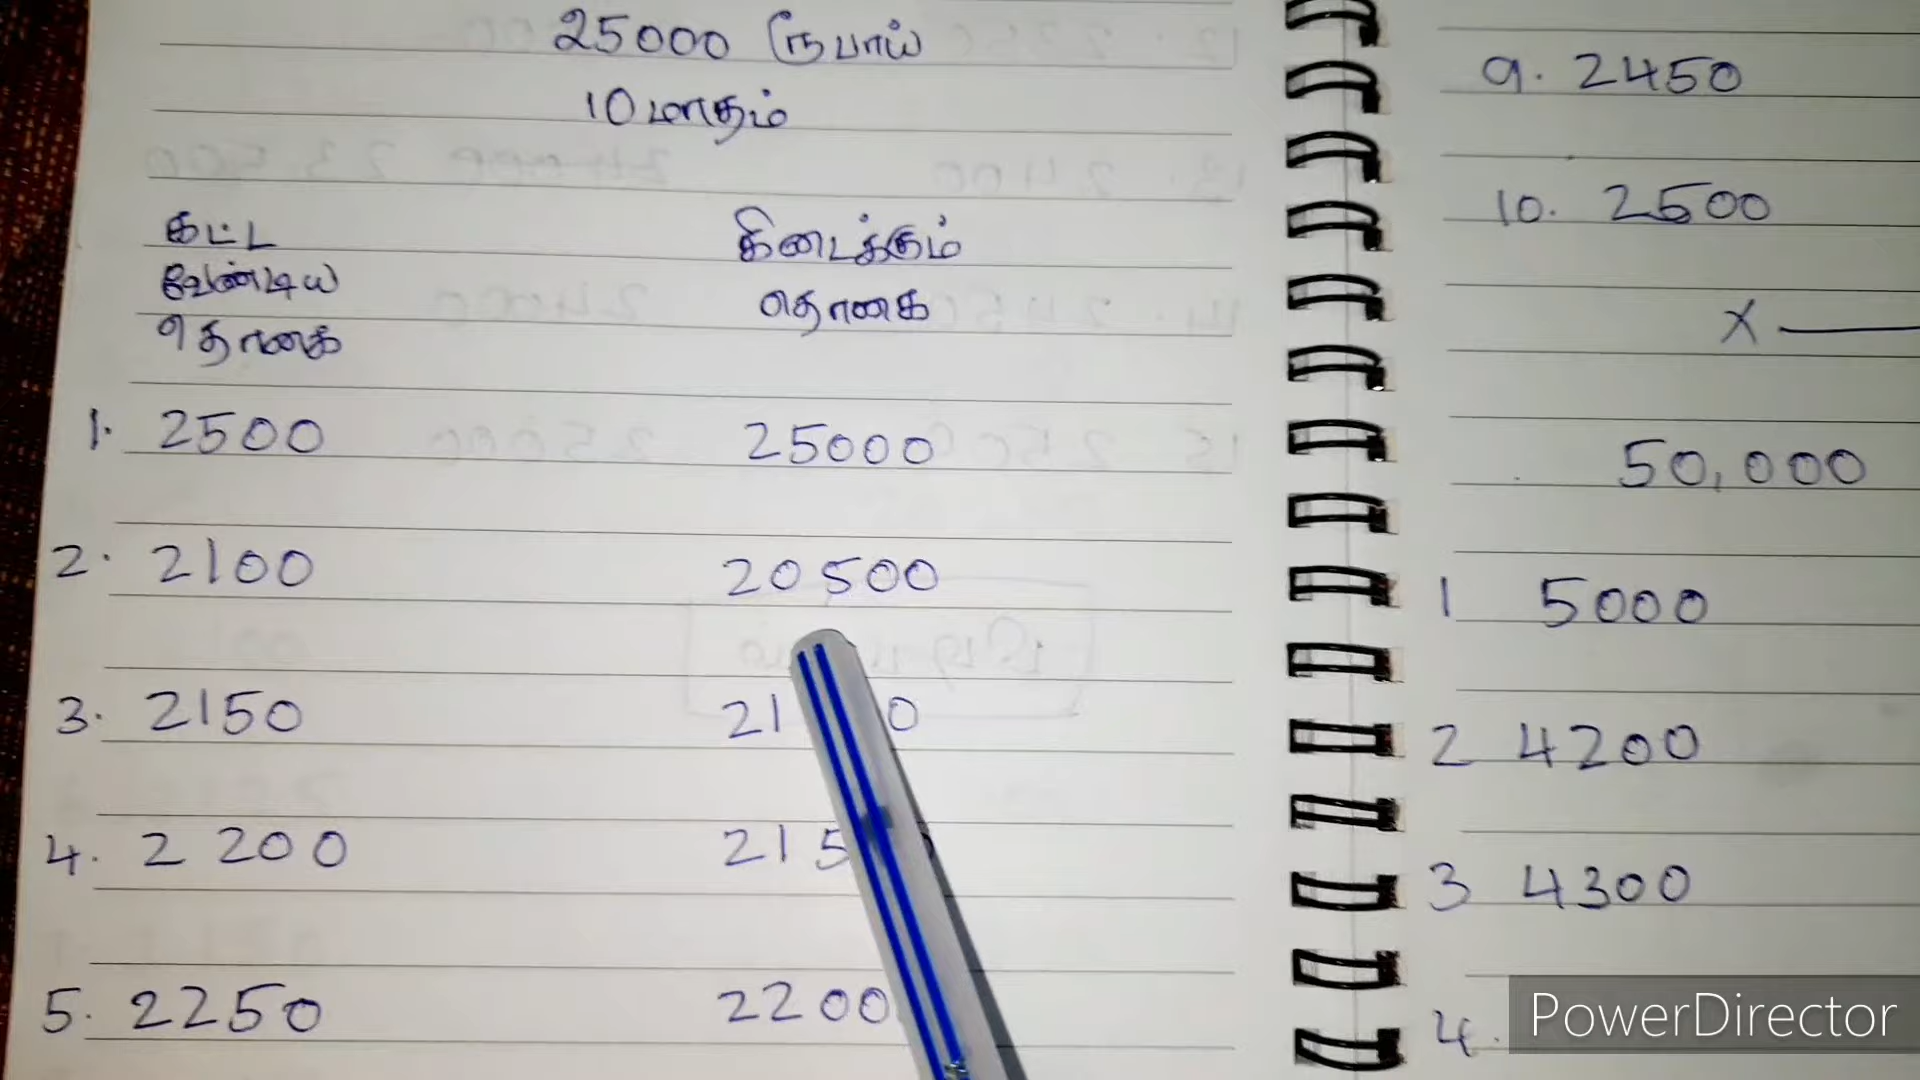 25000 ரூபாய்
10 மாதம்
கட்ட வேண்டிய தொகை
கிடைக்கும் தொகை
1. 2500 25000
2. 2100 20500
3. 2150
4. 2200
5. 2250
9. 2450
10. 2500
x
50,000
1 5000
2 4200
3 4300
4.
PowerDirector